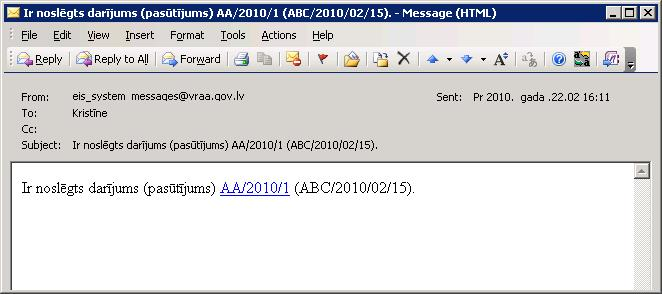 Ir noslēgts darījums (pasūtījums) AA/2010/1 (ABC/2010/02/15). - Message (HTML)
File Edit View Insert Format Tools Actions Help
Reply Reply to All Forward
From: eis_system messages@vraa.gov.lv Sent: Pr 2010. gada .22.02 16:11
To: Kristīne
Cc:
Subject: Ir noslēgts darījums (pasūtījums) AA/2010/1 (ABC/2010/02/15).
Ir noslēgts darījums (pasūtījums) AA/2010/1 (ABC/2010/02/15).